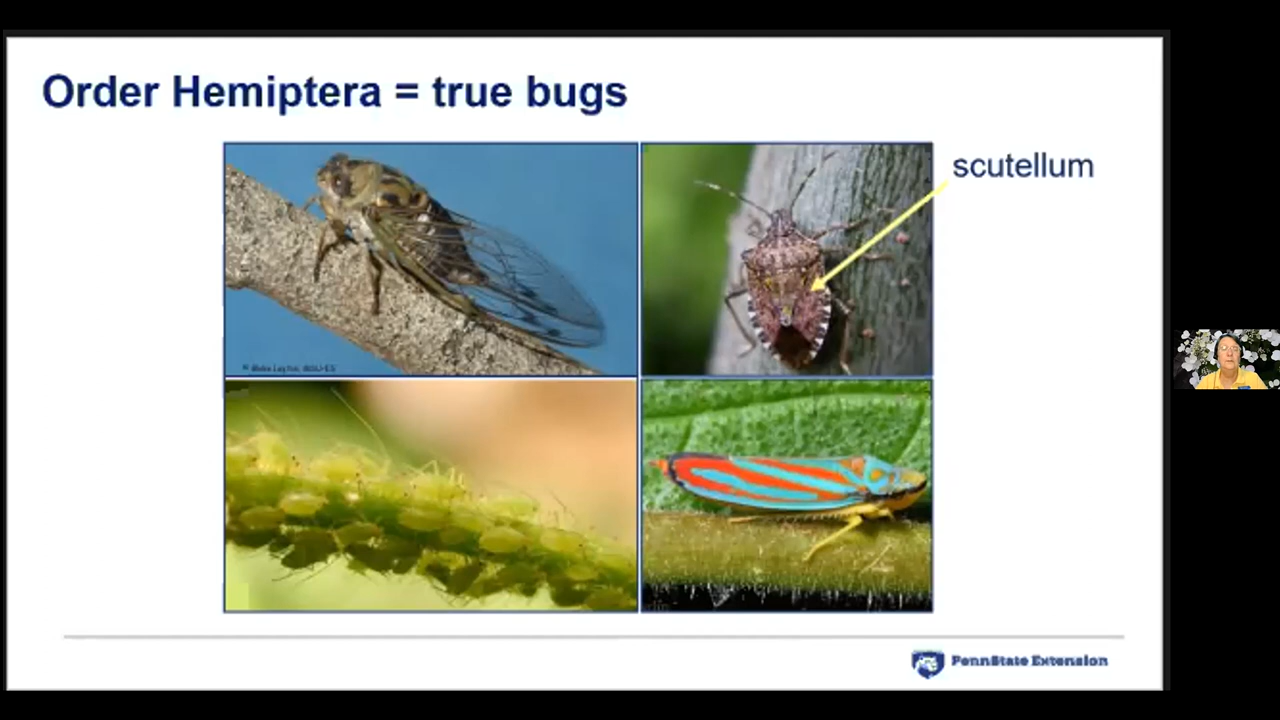 Order Hemiptera = true bugs
scutellum
PennState Extension